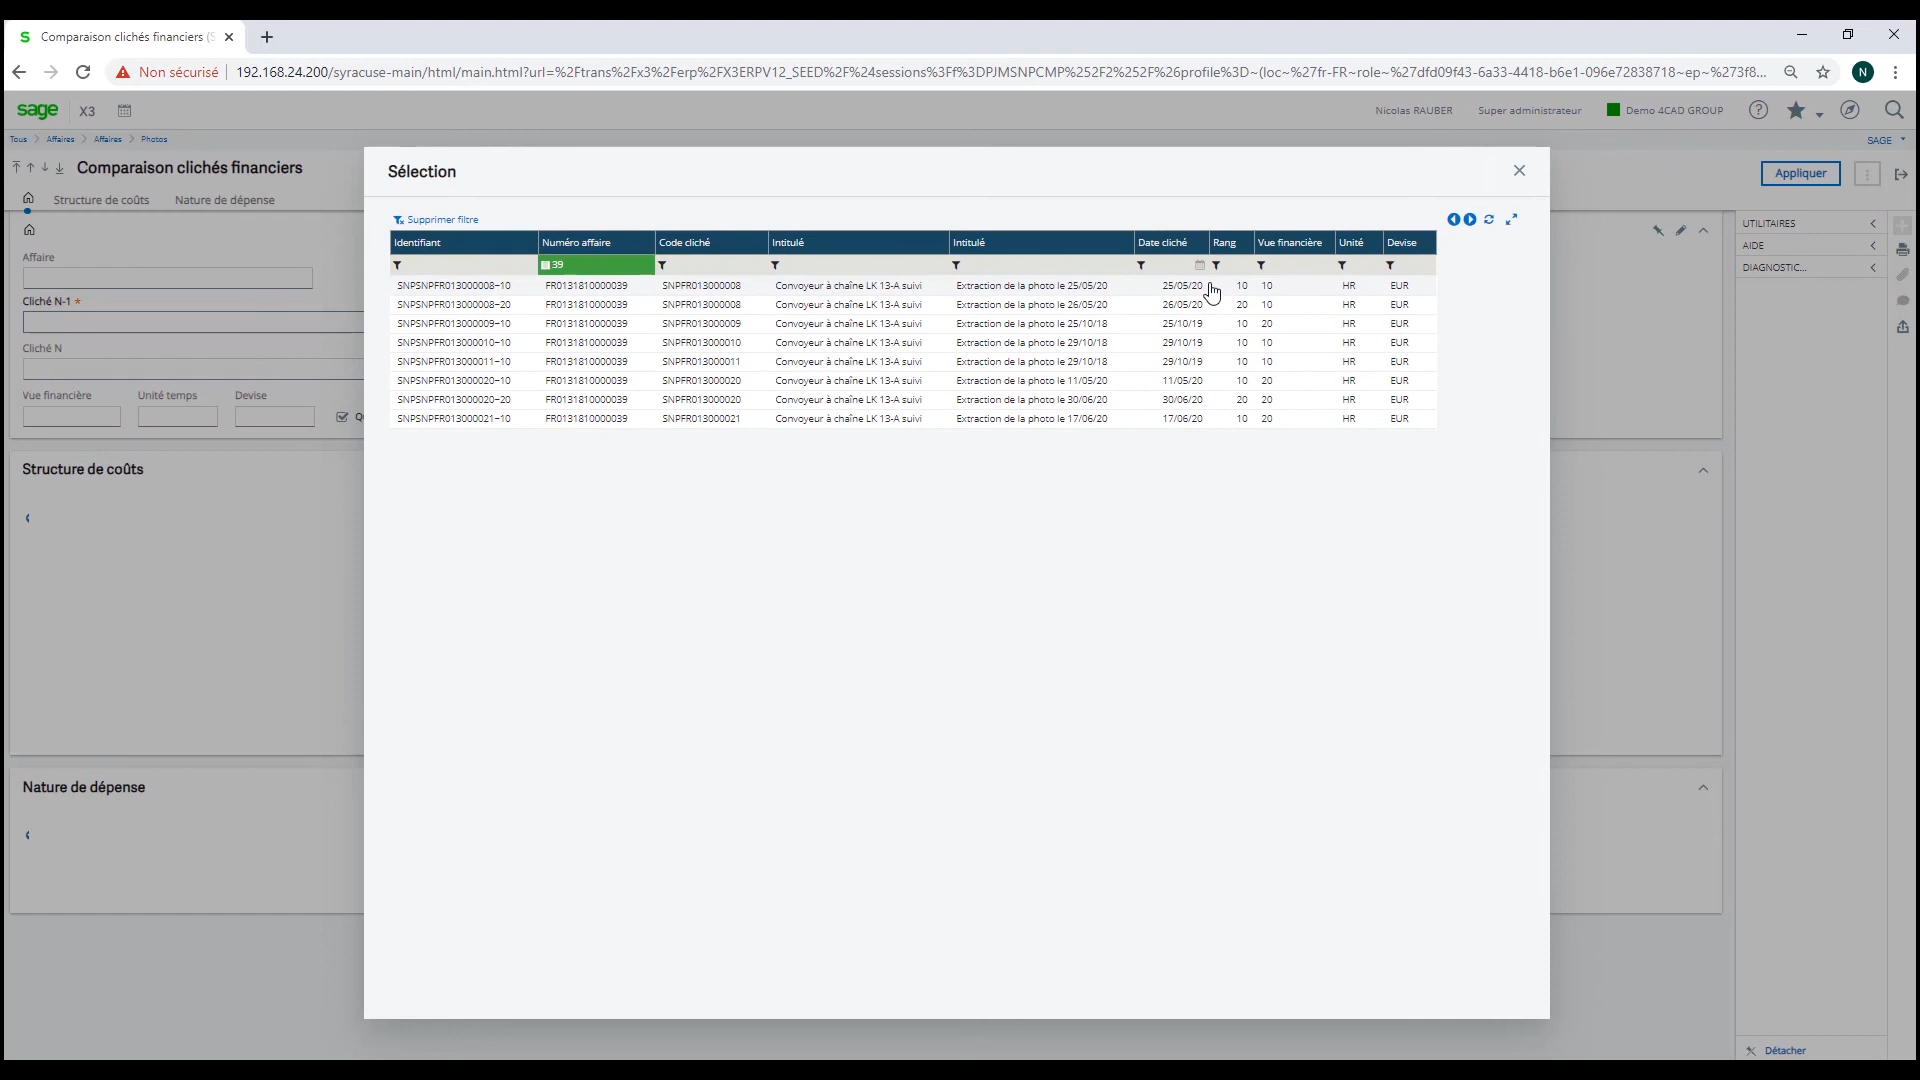 S Comparaison clichés financiers (S
Non sécurisé 192.168.24.200/syracuse-main/html/main.html?url=%2Ftrans%2Fx3%2Ferp%2FX3ERPV12_SEED%2F%24sessions%3Ff%3DPJMSNPCMP%252F2%252F%26profile%3D~(loc~%27fr-FR~role~%27dfd09f43-6a33-4418-b6e1-096e72838718~ep~%273f8... N
sage X3 Nicolas RAUBER Super administrateur Demo 4CAD GROUP
Tous Affaires Affaires Photos SAGE
Comparaison clichés financiers Appliquer
Structure de coûts Nature de dépense
Affaire
Cliché N-1 *
Cliché N
Vue financière Unité temps Devise
Structure de coûts
Nature de dépense
Sélection
Supprimer filtre
Identifiant Numéro affaire Code cliché Intitulé Intitulé Date cliché Rang Vue financière Unité Devise
39
SNPSNPFR013000008~10 FR0131810000039 SNPFR013000008 Convoyeur à chaîne LK 13-A suivi Extraction de la photo le 25/05/20 25/05/20 10 10 HR EUR
SNPSNPFR013000008~20 FR0131810000039 SNPFR013000008 Convoyeur à chaîne LK 13-A suivi Extraction de la photo le 26/05/20 26/05/20 20 10 HR EUR
SNPSNPFR013000009~10 FR0131810000039 SNPFR013000009 Convoyeur à chaîne LK 13-A suivi Extraction de la photo le 25/10/18 25/10/19 10 20 HR EUR
SNPSNPFR013000010~10 FR0131810000039 SNPFR013000010 Convoyeur à chaîne LK 13-A suivi Extraction de la photo le 29/10/18 29/10/19 10 10 HR EUR
SNPSNPFR013000011~10 FR0131810000039 SNPFR013000011 Convoyeur à chaîne LK 13-A suivi Extraction de la photo le 29/10/18 29/10/19 10 10 HR EUR
SNPSNPFR013000020~10 FR0131810000039 SNPFR013000020 Convoyeur à chaîne LK 13-A suivi Extraction de la photo le 11/05/20 11/05/20 10 20 HR EUR
SNPSNPFR013000020~20 FR0131810000039 SNPFR013000020 Convoyeur à chaîne LK 13-A suivi Extraction de la photo le 30/06/20 30/06/20 20 20 HR EUR
SNPSNPFR013000021~10 FR0131810000039 SNPFR013000021 Convoyeur à chaîne LK 13-A suivi Extraction de la photo le 17/06/20 17/06/20 10 20 HR EUR
UTILITAIRES
AIDE
DIAGNOSTIC...
Détacher